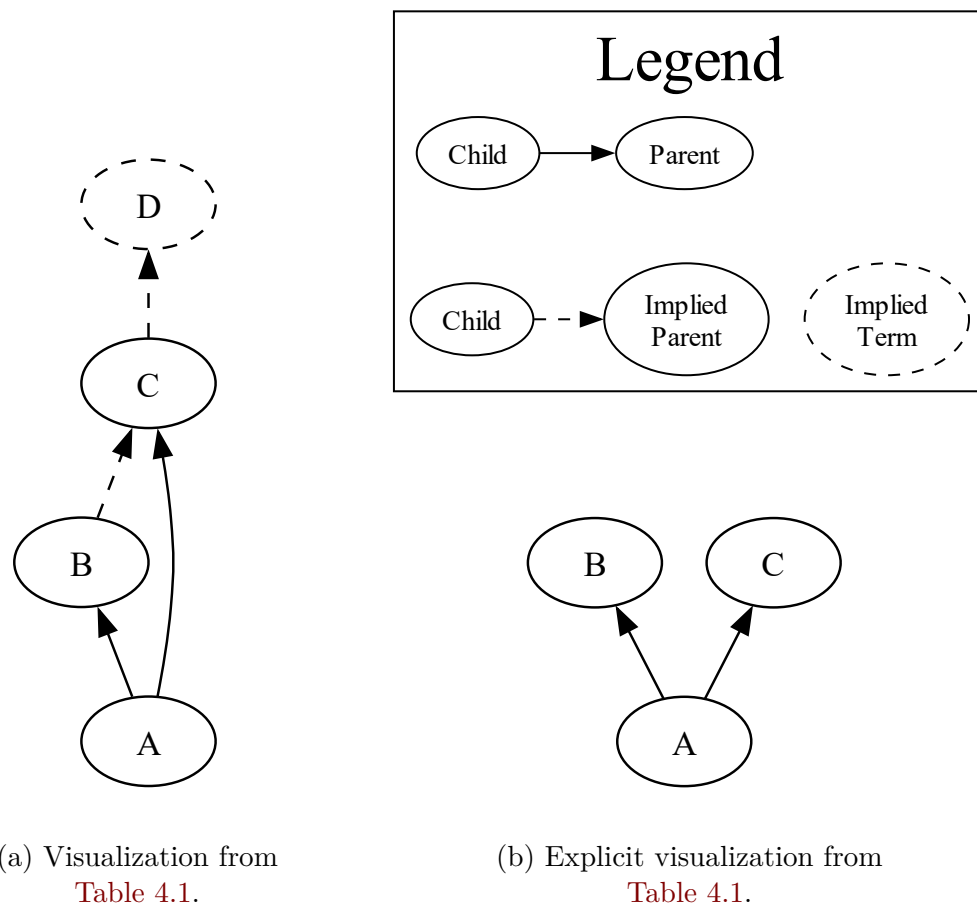 Legend
Child
Parent
Child
Implied
Parent
Implied
Term
D
C
B
A
B
C
A
a) Visualization from
Table 4.1.
(b) Explicit visualization from
Table 4.1.